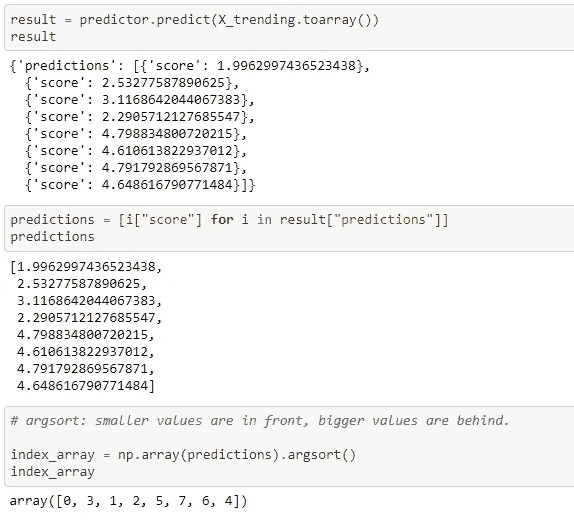 result = predictor.predict(X_trending.toarray())
result
{'predictions': [{'score': 1.9962997436523438},
{'score': 2.53277587890625},
{'score': 3.1168642044067383},
{'score': 2.2905712127685547},
{'score': 4.798834800720215},
{'score': 4.610613822937012},
{'score': 4.791792869567871},
{'score': 4.648616790771484}]}
predictions = [i["score"] for i in result["predictions"]]
predictions
[1.9962997436523438,
2.53277587890625,
3.1168642044067383,
2.2905712127685547,
4.798834800720215,
4.610613822937012,
4.791792869567871,
4.648616790771484]
# argsort: smaller values are in front, bigger values are behind.
index_array = np.array(predictions).argsort()
index_array
array([0, 3, 1, 2, 5, 7, 6, 4])